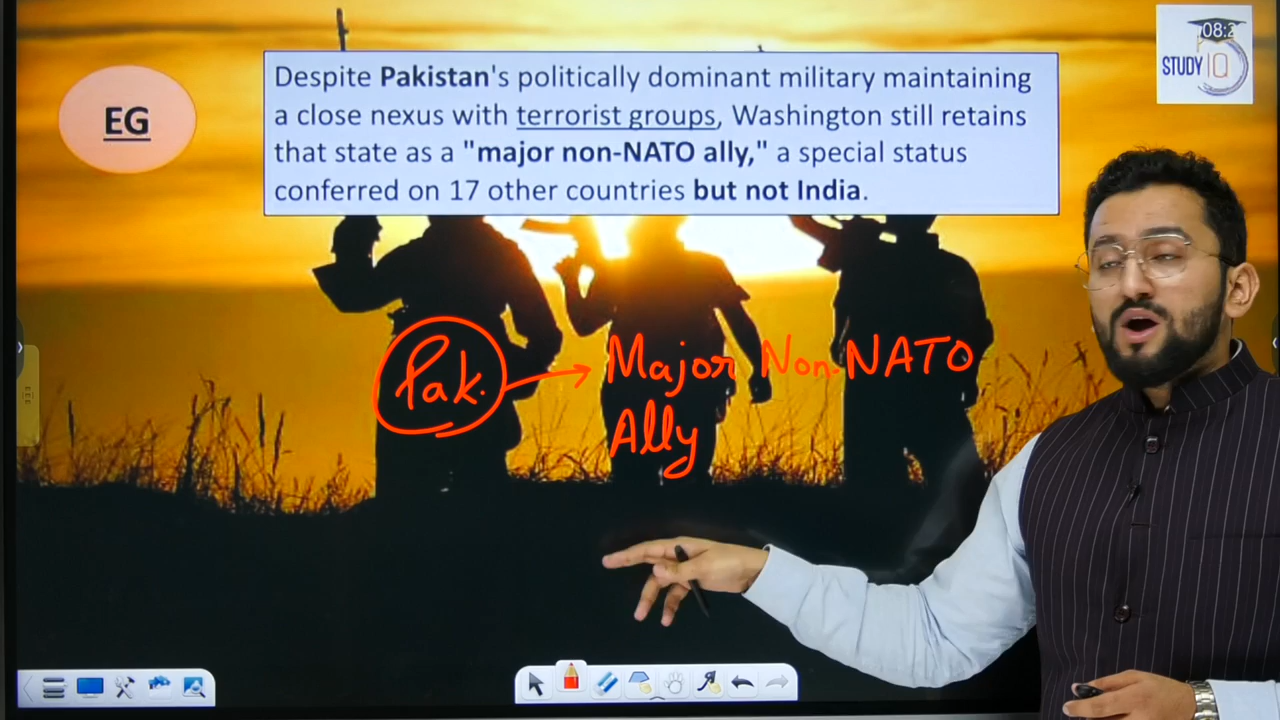 EG
Despite Pakistan's politically dominant military maintaining
a close nexus with terrorist groups, Washington still retains
that state as a "major non-NATO ally," a special status
conferred on 17 other countries but not India.
08:2
STUDY IQ
Pak. → Major Non-NATO
Ally